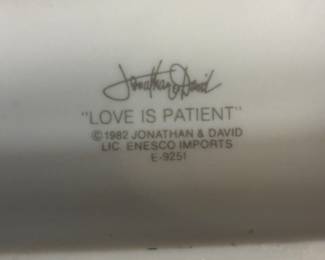 Jonathan & David
"LOVE IS PATIENT"
©1982 JONATHAN & DAVID
LIC. ENESCO IMPORTS
E-9251